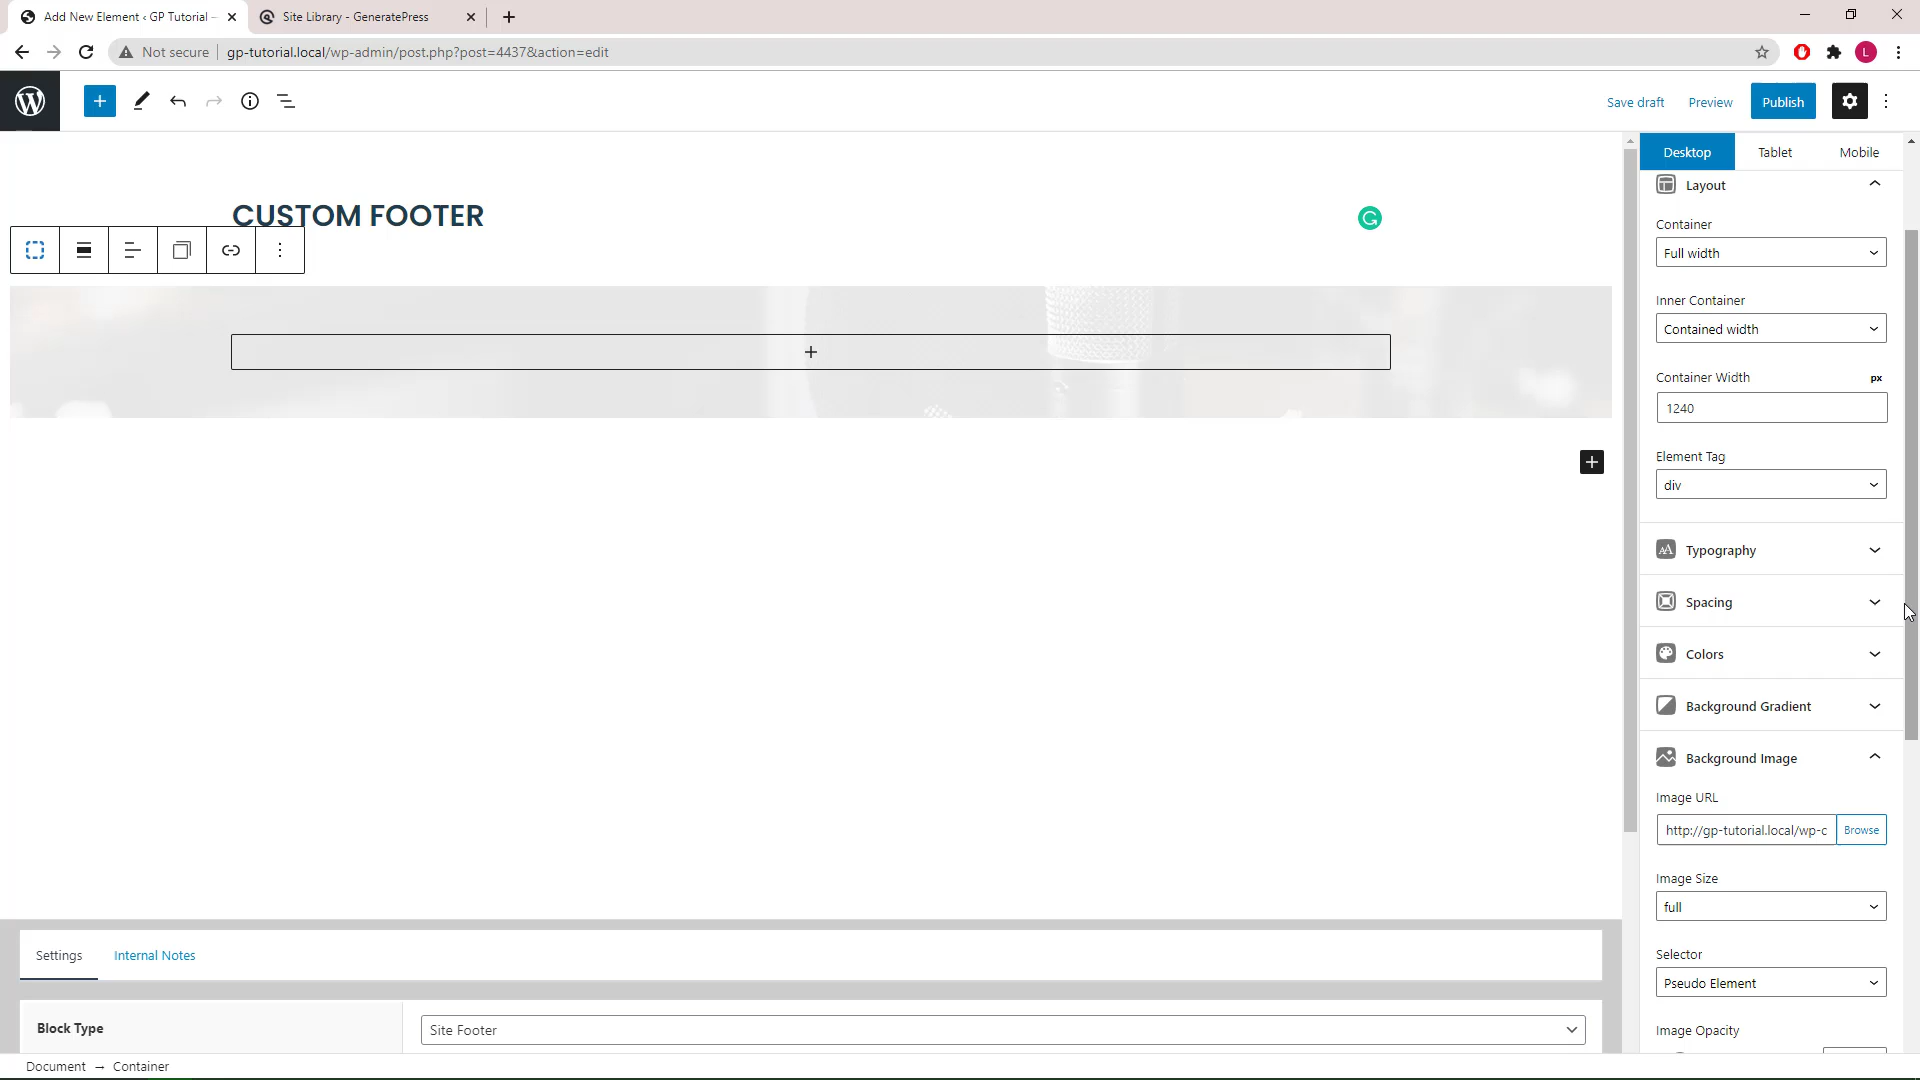 Add New Element ‹ GP Tutorial –
Site Library - GeneratePress
Not secure
gp-tutorial.local/wp-admin/post.php?post=4437&action=edit
L
Save draft
Preview
Publish
Desktop
Tablet
Mobile
CUSTOM FOOTER
Layout
Container
Full width
Inner Container
Contained width
Container Width
px
1240
Element Tag
div
Typography
Spacing
Colors
Background Gradient
Background Image
Image URL
http://gp-tutorial.local/wp-c
Browse
Image Size
full
Selector
Pseudo Element
Image Opacity
Settings
Internal Notes
Block Type
Site Footer
Document → Container